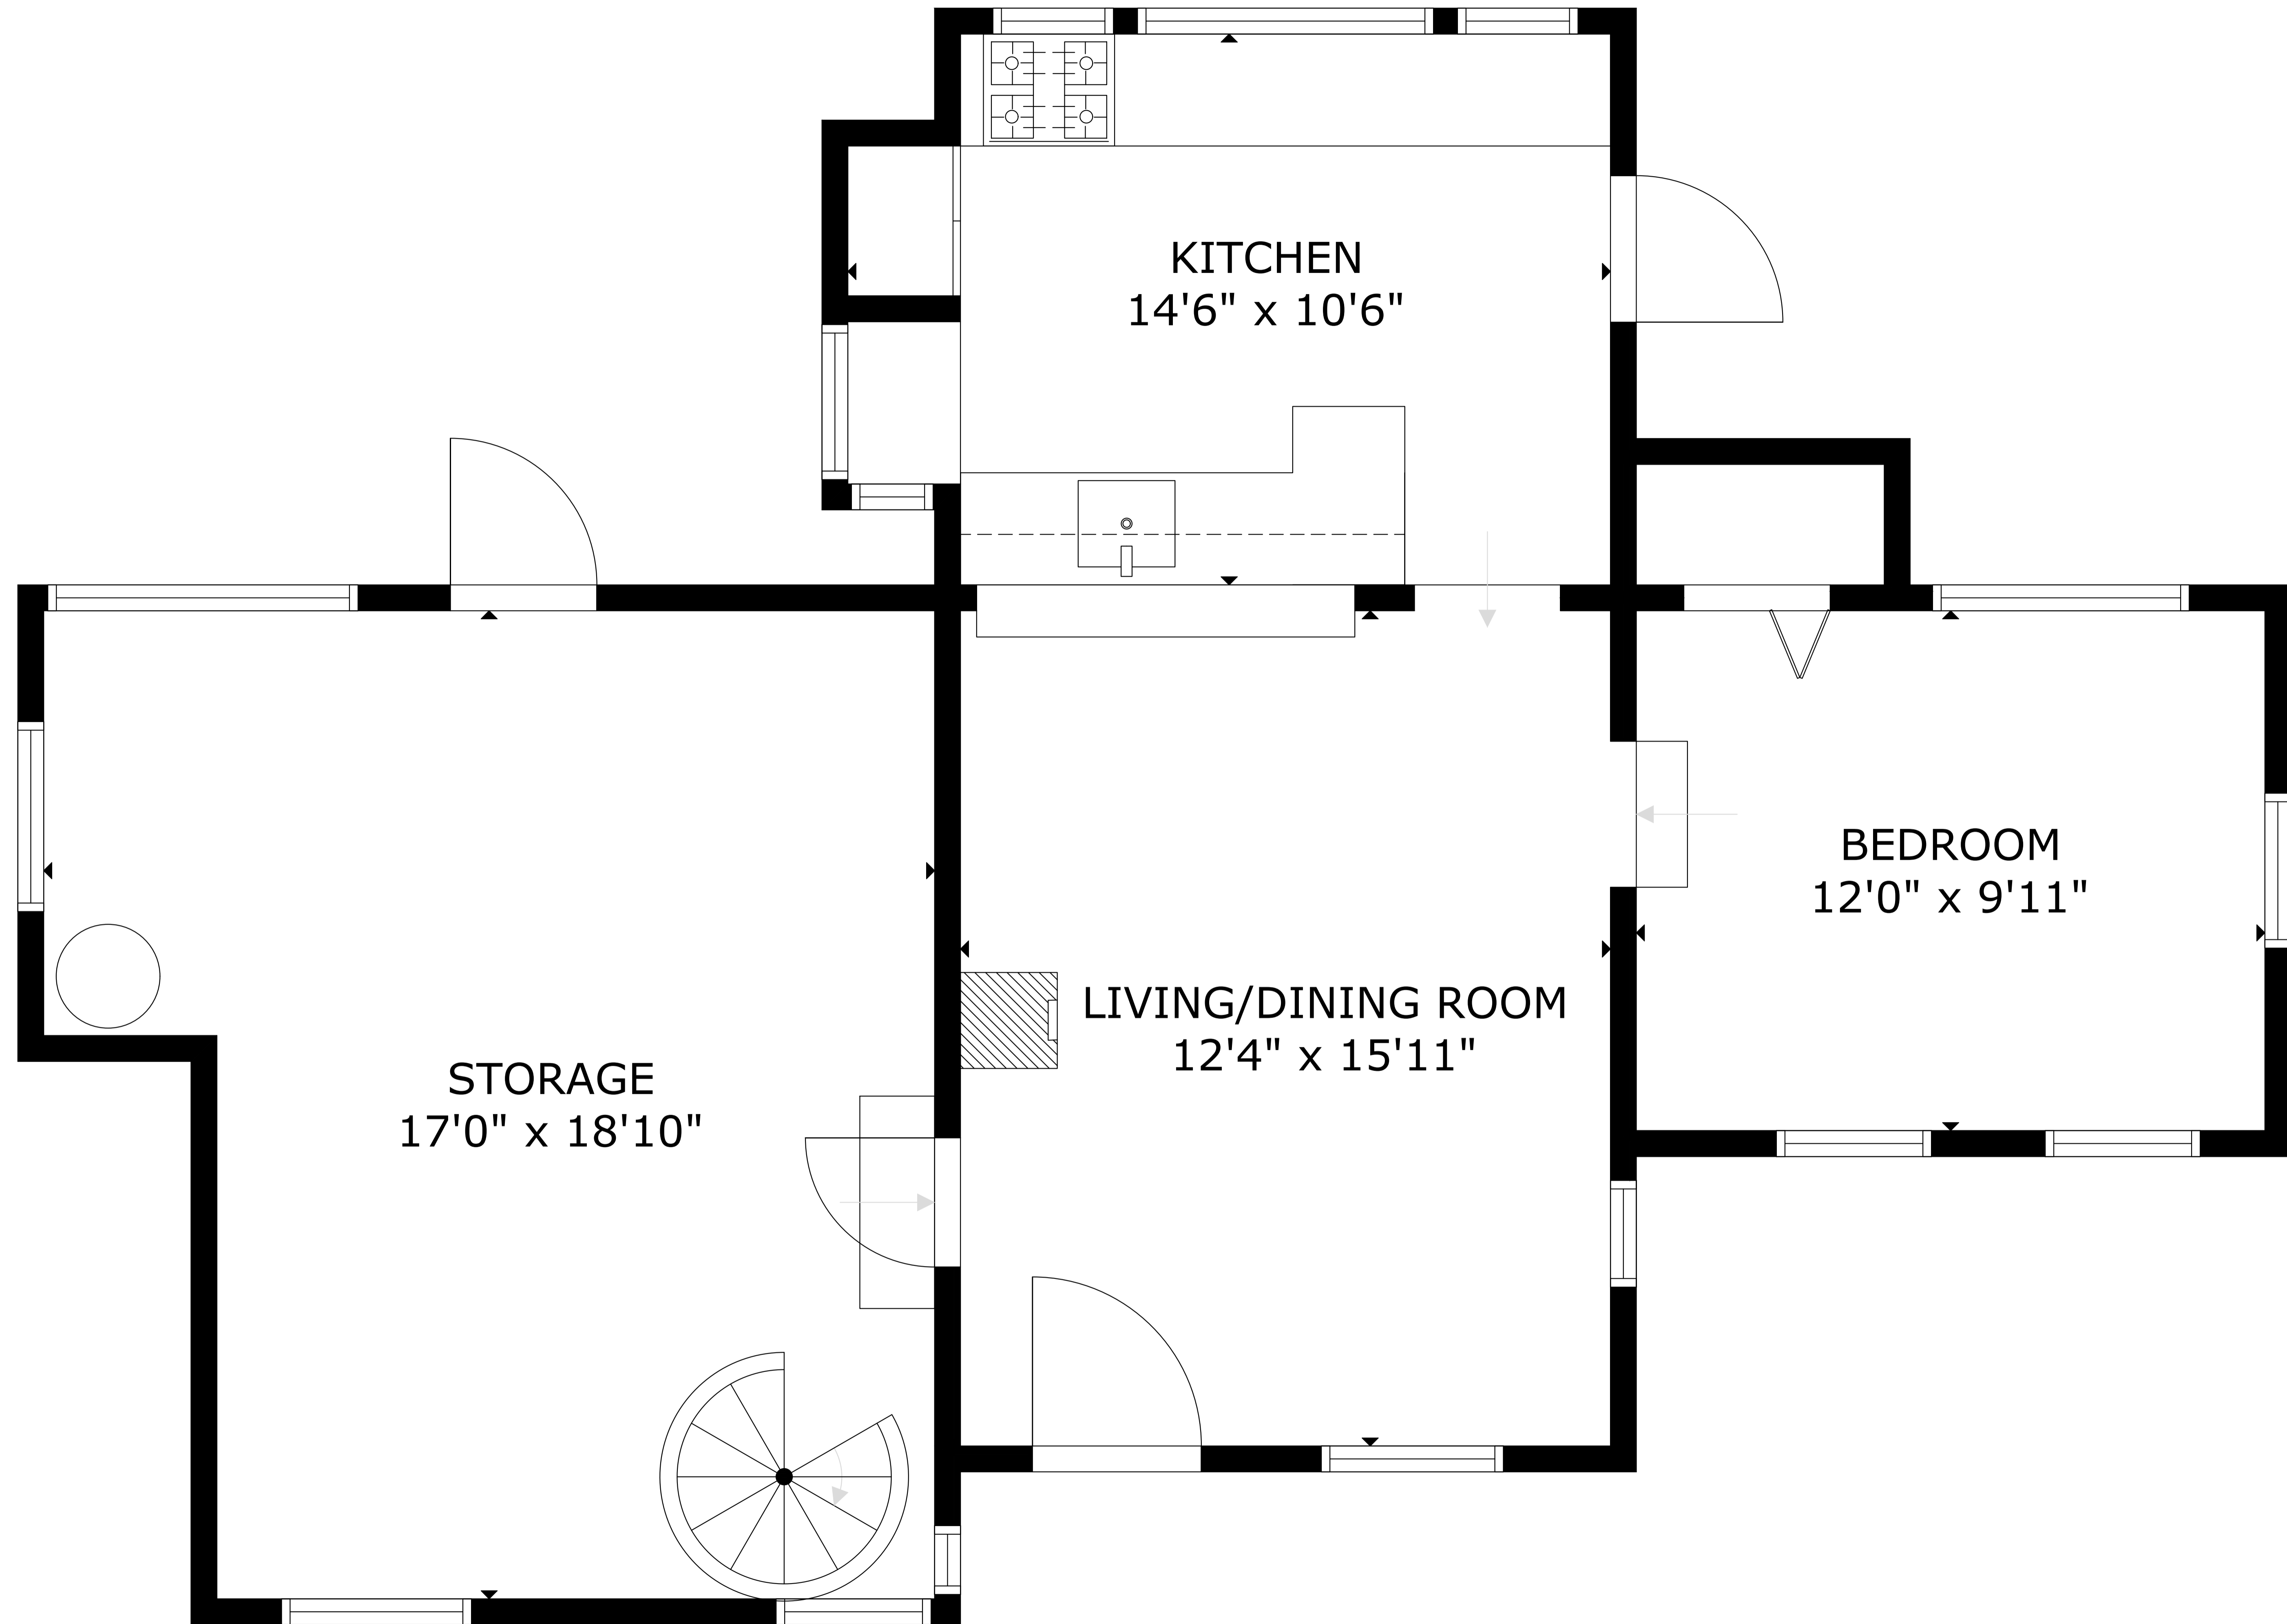 KITCHEN
14'6" x 10'6"
BEDROOM
12'0" x 9'11"
LIVING/DINING ROOM
12'4" x 15'11"
STORAGE
17'0" x 18'10"